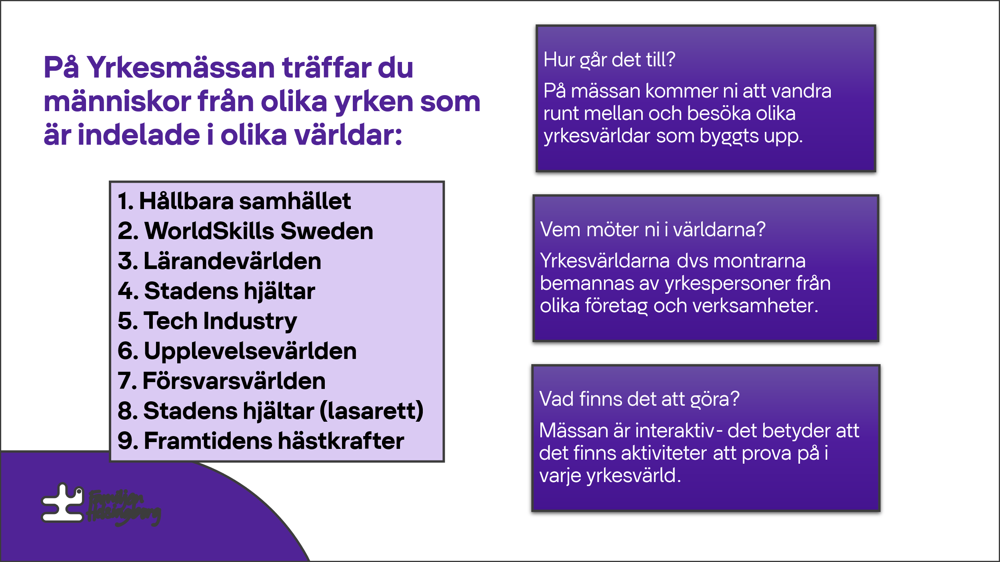 På Yrkesmässan träffar du
människor från olika yrken som
är indelade i olika världar:
1. Hållbara samhället
2. WorldSkills Sweden
3. Lärandevärlden
4. Stadens hjältar
5. Tech Industry
6. Upplevelsevärlden
7. Försvarsvärlden
8. Stadens hjältar (lasarett)
9. Framtidens hästkrafter
Familjen
Helsingborg
Hur går det till?
På mässan kommer ni att vandra
runt mellan och besöka olika
yrkesvärldar som byggts upp.
Vem möter ni i världarna?
Yrkesvärldarna dvs montrarna
bemannas av yrkespersoner från
olika företag och verksamheter.
Vad finns det att göra?
Mässan är interaktiv- det betyder att
det finns aktiviteter att prova på i
varje yrkesvärld.